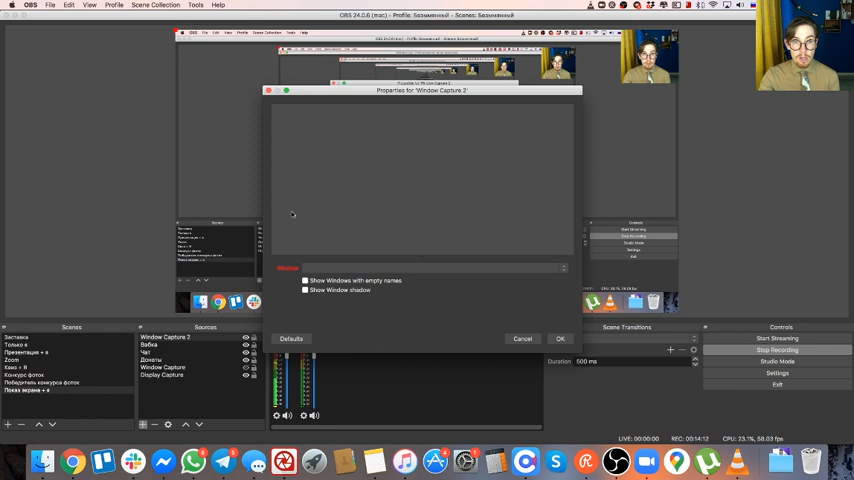 OBS File Edit View Profile Scene Collection Tools Help
OBS 24.0.6 (mac) - Profile: Безымянный - Scenes: Безымянный
Properties for 'Window Capture 2'
Window
Show Windows with empty names
Show Window shadow
Defaults Cancel OK
Scenes Sources Scene Transitions Controls
Заставка
Только я
Презентация + я
Zoom
Кахо + Я
Конкурс фоток
Победитель конкурса фоток
Показ экрана + я
Window Capture 2
Вэбка
Чат
Донаты
Window Capture
Display Capture
Duration 500 ms
Start Streaming
Stop Recording
Studio Mode
Settings
Exit
LIVE: 00:00:00 REC: 00:14:12 CPU: 23.1%, 58.03 fps